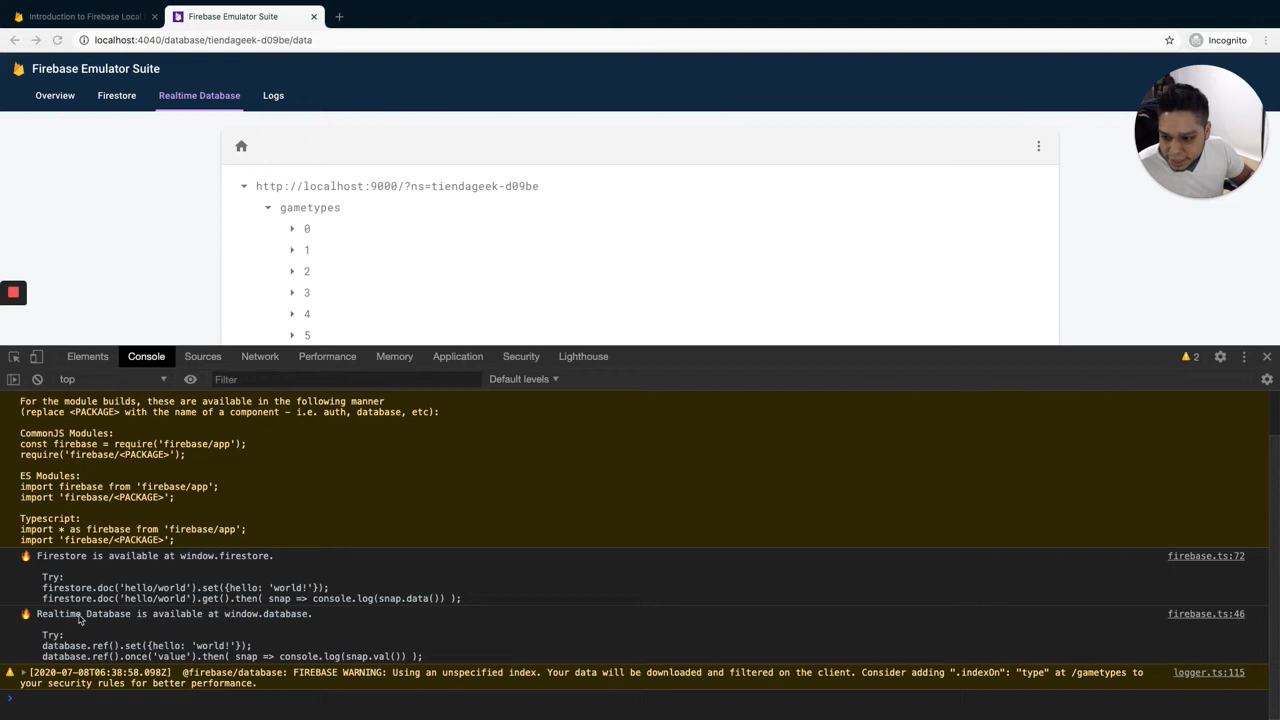 Introduction to Firebase Local
Firebase Emulator Suite
localhost:4040/database/tiendageek-d09be/data
Incognito
Firebase Emulator Suite
Overview
Firestore
Realtime Database
Logs
http://localhost:9000/?ns=tiendageek-d09be
gametypes
0
1
2
3
4
5
Elements
Console
Sources
Network
Performance
Memory
Application
Security
Lighthouse
2
top
Filter
Default levels
For the module builds, these are available in the following manner
(replace <PACKAGE> with the name of a component - i.e. auth, database, etc):
CommonJS Modules:
const firebase = require('firebase/app');
require('firebase/<PACKAGE>');
ES Modules:
import firebase from 'firebase/app';
import 'firebase/<PACKAGE>';
Typescript:
import * as firebase from 'firebase/app';
import 'firebase/<PACKAGE>';
Firestore is available at window.firestore.
firebase.ts:72
Try:
firestore.doc('hello/world').set({hello: 'world!'});
firestore.doc('hello/world').get().then( snap => console.log(snap.data()) );
Realtime Database is available at window.database.
firebase.ts:46
Try:
database.ref().set({hello: 'world!'});
database.ref().once('value').then( snap => console.log(snap.val()) );
[2020-07-08T06:38:58.098Z] @firebase/database: FIREBASE WARNING: Using an unspecified index. Your data will be downloaded and filtered on the client. Consider adding ".indexOn": "type" at /gametypes to
logger.ts:115
your security rules for better performance.